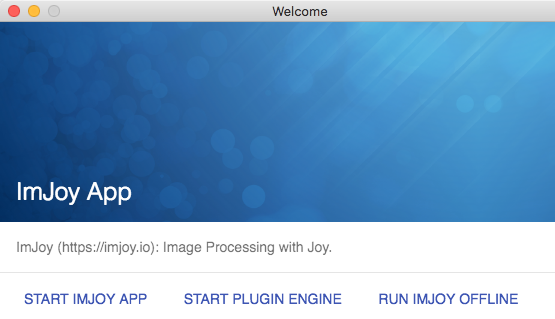 Welcome
ImJoy App
ImJoy (https://imjoy.io): Image Processing with Joy.
START IMJOY APP START PLUGIN ENGINE RUN IMJOY OFFLINE